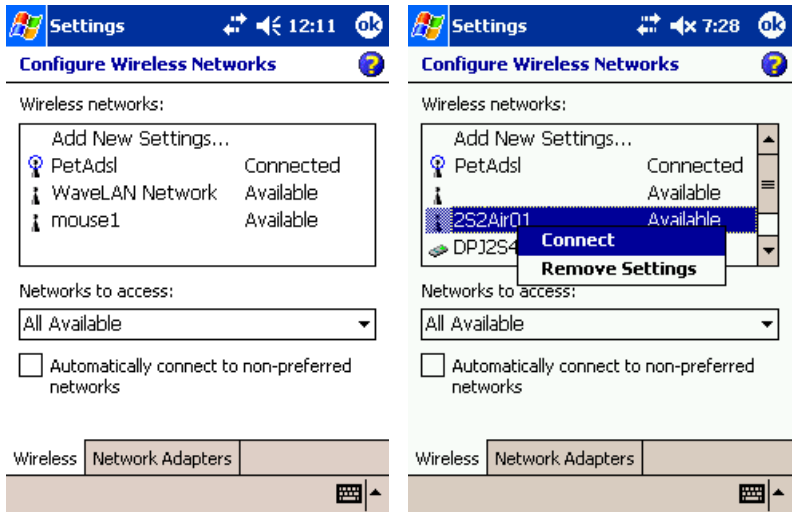 Settings 12:11 ok
Configure Wireless Networks ?
Wireless networks:
Add New Settings...
PetAdsl Connected
WaveLAN Network Available
mouse1 Available
Networks to access:
All Available
Automatically connect to non-preferred
networks
Wireless Network Adapters
Settings 7:28 ok
Configure Wireless Networks ?
Wireless networks:
Add New Settings...
PetAdsl Connected
Available
2S2Air01 Available
DPJ2S4
Connect
Remove Settings
Networks to access:
All Available
Automatically connect to non-preferred
networks
Wireless Network Adapters